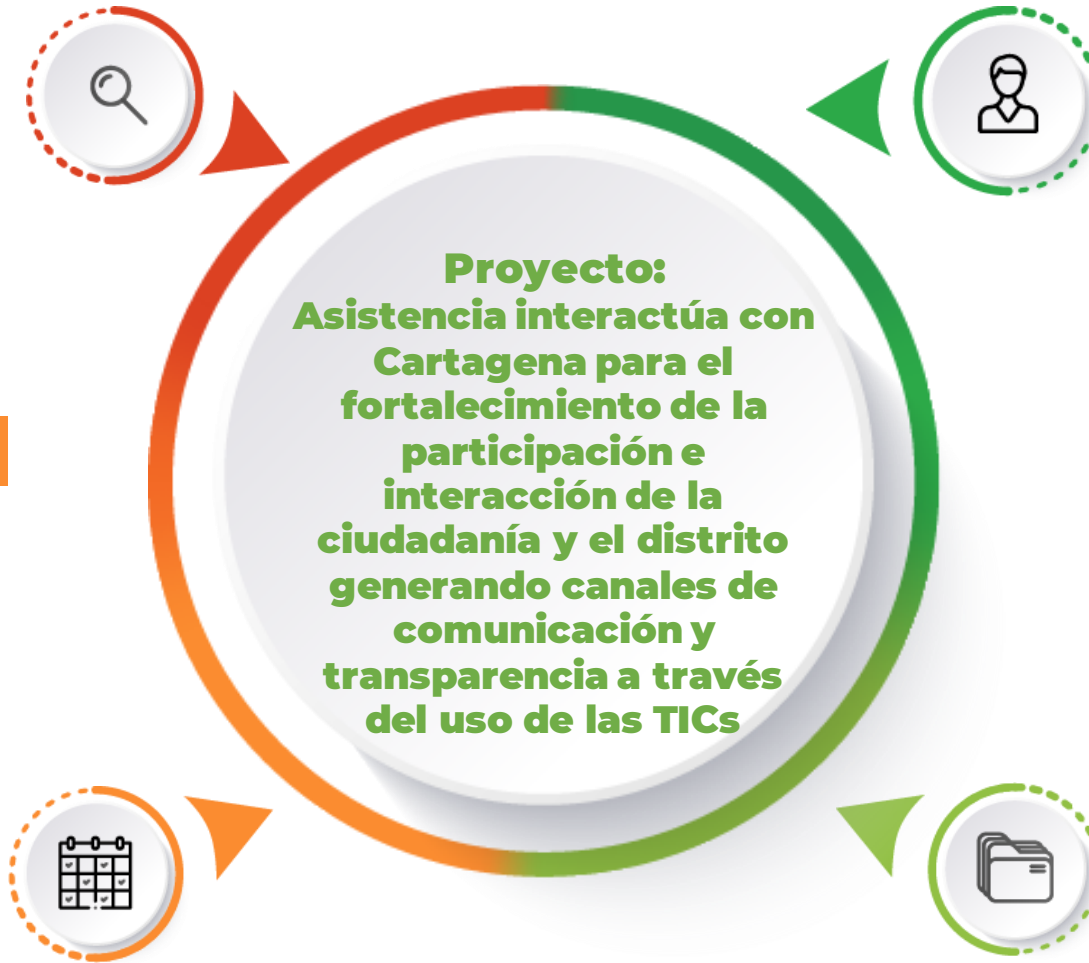 Proyecto:
Asistencia interactúa con
Cartagena para el
fortalecimiento de la
participación e
interacción de la
ciudadanía y el distrito
generando canales de
comunicación y
transparencia a través
del uso de las TICs